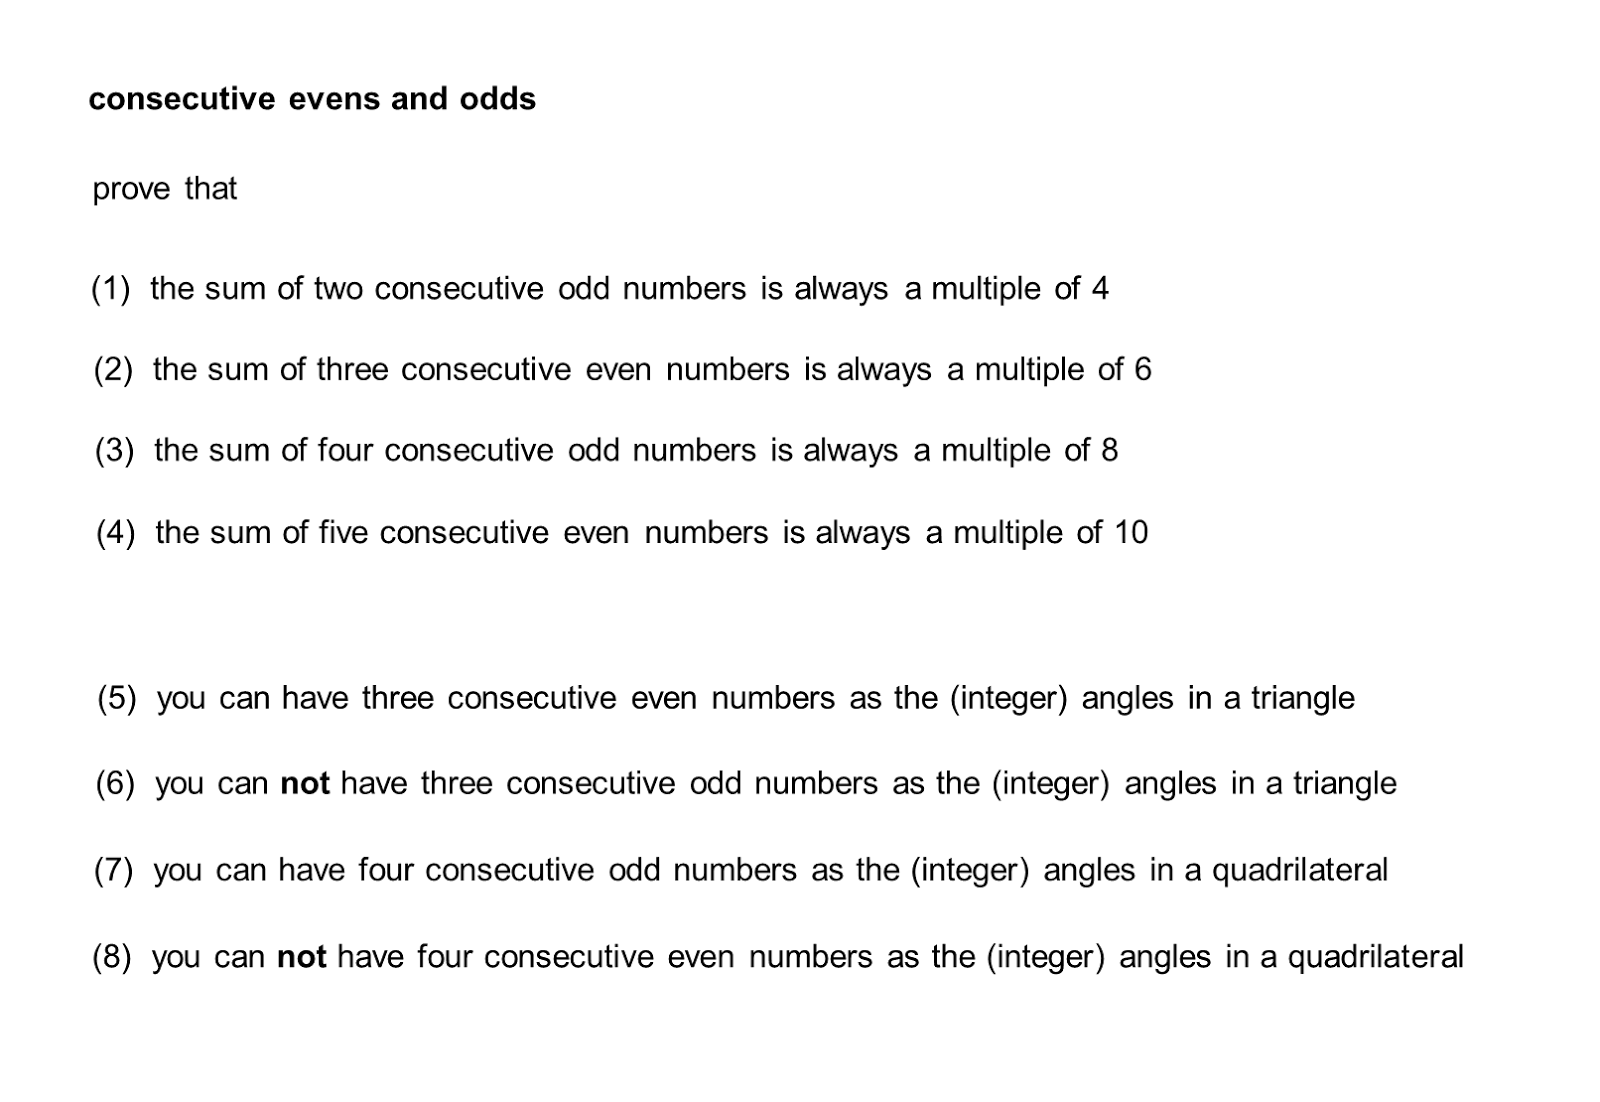 consecutive evens and odds
prove that
(1) the sum of two consecutive odd numbers is always a multiple of 4
(2) the sum of three consecutive even numbers is always a multiple of 6
(3) the sum of four consecutive odd numbers is always a multiple of 8
(4) the sum of five consecutive even numbers is always a multiple of 10
(5) you can have three consecutive even numbers as the (integer) angles in a triangle
(6) you can not have three consecutive odd numbers as the (integer) angles in a triangle
(7) you can have four consecutive odd numbers as the (integer) angles in a quadrilateral
(8) you can not have four consecutive even numbers as the (integer) angles in a quadrilateral